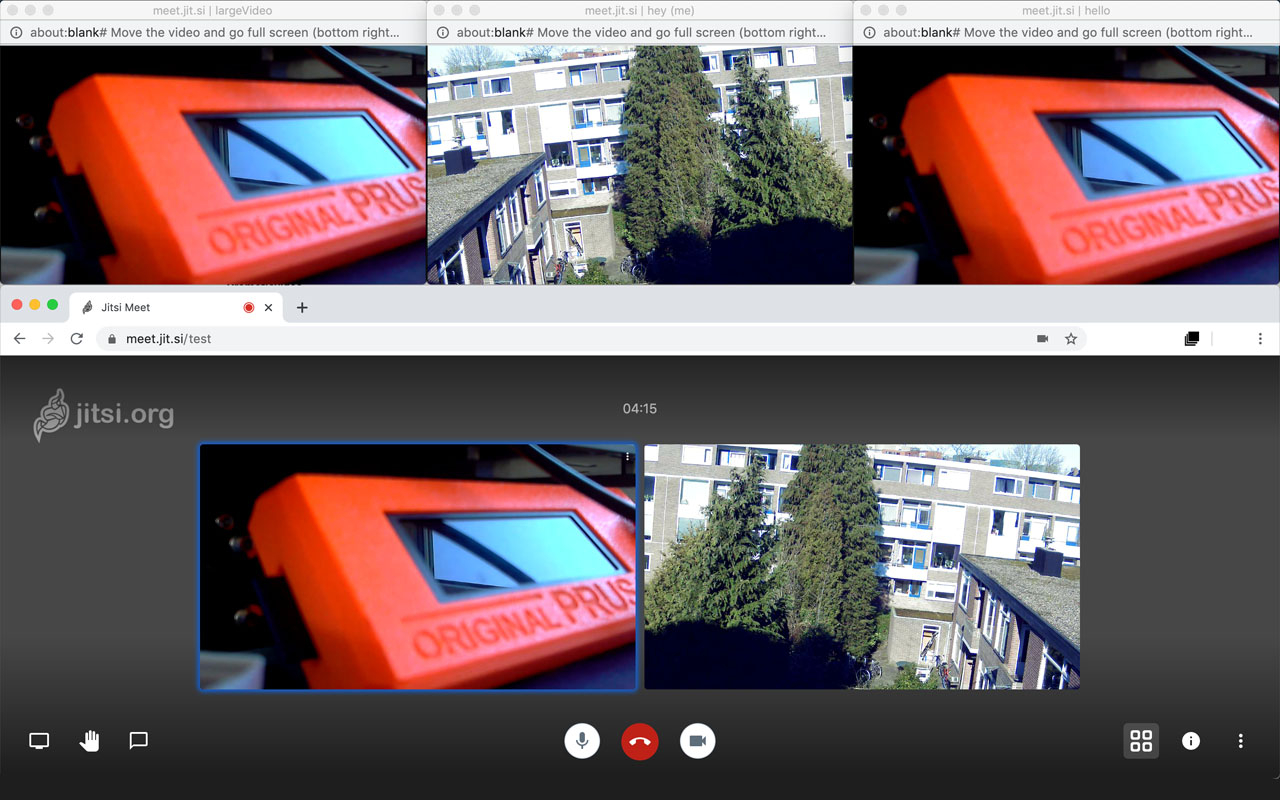 meet.jit.si | largeVideo
meet.jit.si | hey (me)
meet.jit.si | hello
about:blank# Move the video and go full screen (bottom right...
about:blank# Move the video and go full screen (bottom right...
about:blank# Move the video and go full screen (bottom right...
ORIGINAL PRUS
ORIGINAL PRUS
Jitsi Meet
meet.jit.si/test
jitsi.org
04:15
ORIGINAL PRUS